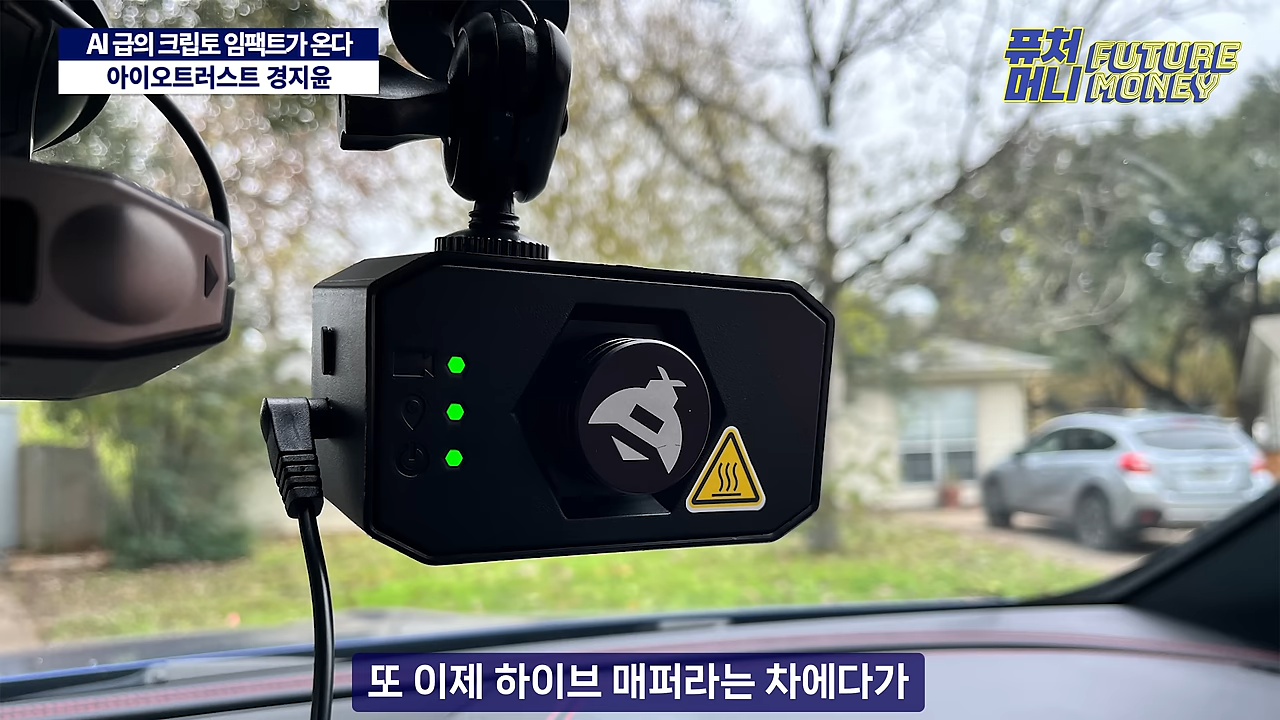 AI 급의 크립토 임팩트가 온다
아이오트러스트 경지윤
퓨처
머니
FUTURE
MONEY
또 이제 하이브 매퍼라는 차에다가